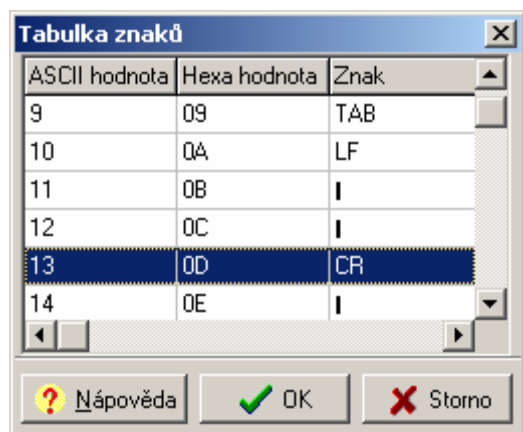 Tabulka znaků
ASCII hodnota Hexa hodnota Znak
9 09 TAB
10 0A LF
11 0B
12 0C
13 0D CR
14 0E
Nápověda OK Storno